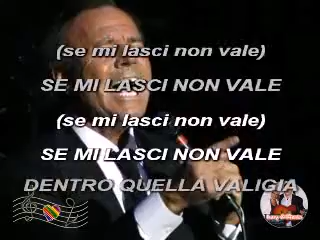 (se mi lasci non vale)
SE MI LASCI NON VALE
(se mi lasci non vale)
SE MI LASCI NON VALE
DENTRO QUELLA VALIGIA